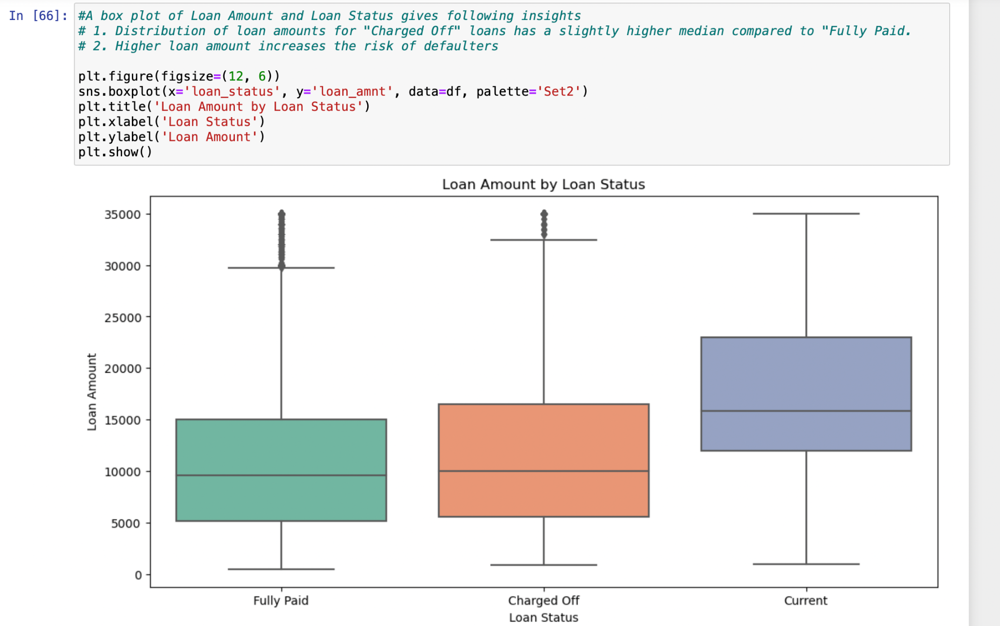 In [66]:
#A box plot of Loan Amount and Loan Status gives following insights
# 1. Distribution of loan amounts for "Charged Off" loans has a slightly higher median compared to "Fully Paid.
# 2. Higher loan amount increases the risk of defaulters
plt.figure(figsize=(12, 6))
sns.boxplot(x='loan_status', y='loan_amnt', data=df, palette='Set2')
plt.title('Loan Amount by Loan Status')
plt.xlabel('Loan Status')
plt.ylabel('Loan Amount')
plt.show()
Loan Amount by Loan Status
35000
30000
25000
20000
15000
10000
5000
0
Loan Amount
Fully Paid
Charged Off
Current
Loan Status